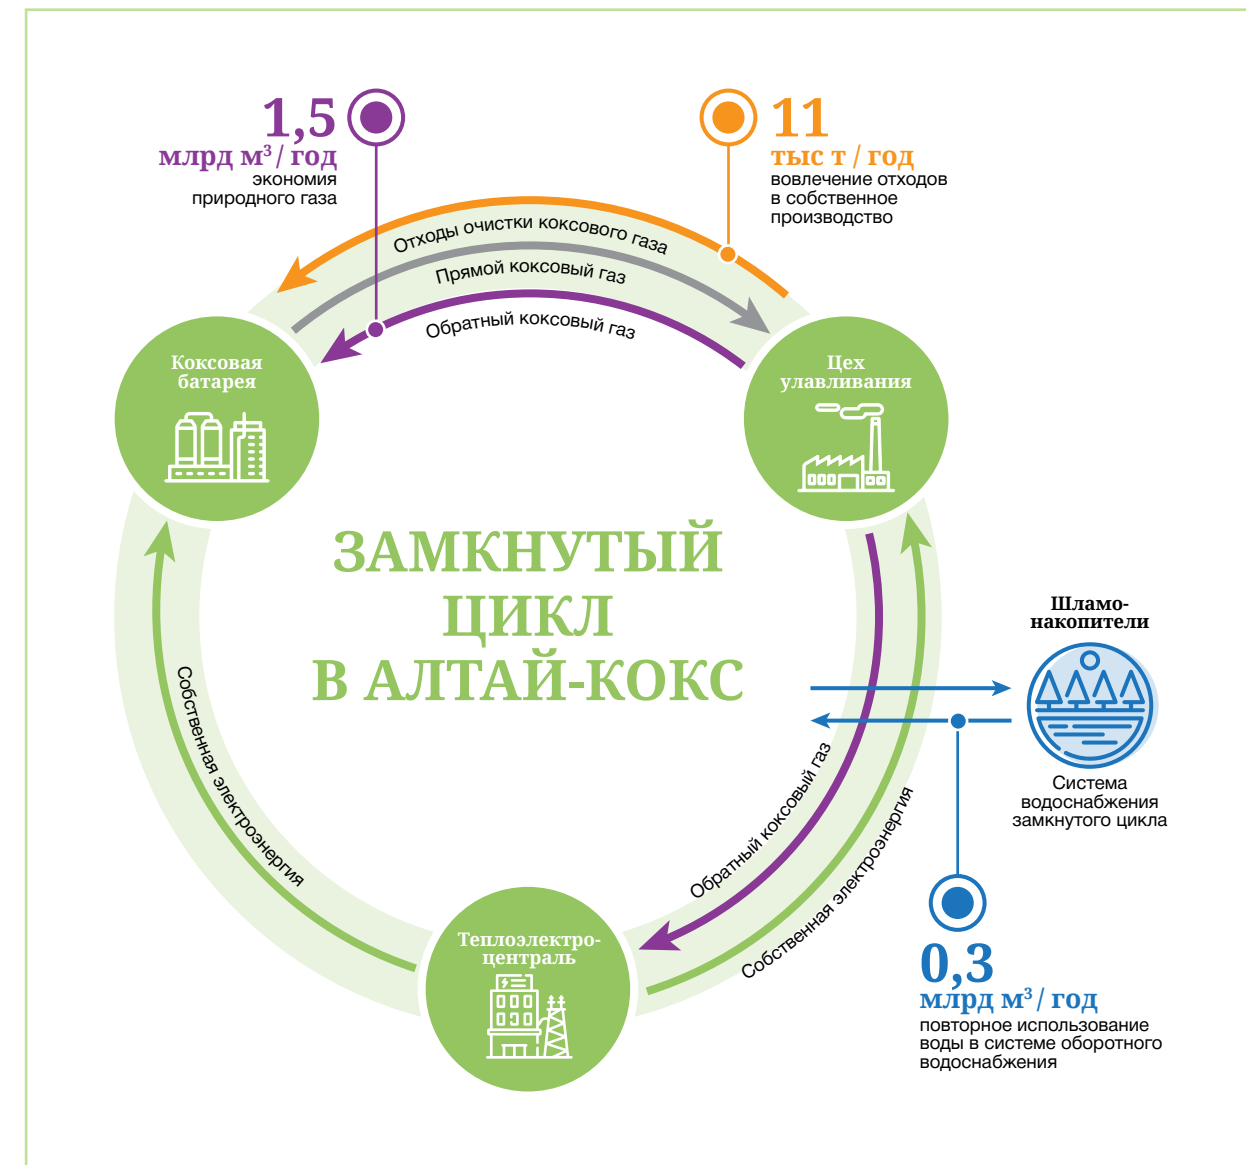 1,5
млрд м³ / год
экономия
природного газа
11
тыс т / год
вовлечение отходов
в собственное
производство
Отходы очистки коксового газа
Прямой коксовый газ
Обратный коксовый газ
Коксовая
батарея
Цех
улавливания
ЗАМКНУТЫЙ
ЦИКЛ
В АЛТАЙ-КОКС
Шламо-
накопители
Система
водоснабжения
замкнутого цикла
Собственная электроэнергия
Обратный коксовый газ
Собственная электроэнергия
Теплоэлектро-
централь
0,3
млрд м³ / год
повторное использование
воды в системе оборотного
водоснабжения